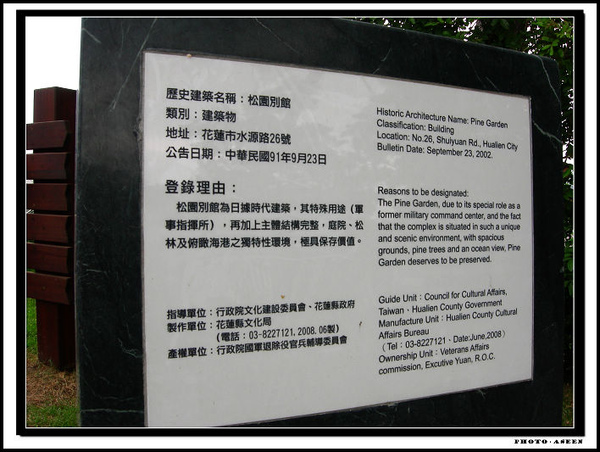 歷史建築名稱：松園別館
類別：建築物
地址：花蓮市水源路26號
公告日期：中華民國91年9月23日
登錄理由：
松園別館為日據時代建築，其特殊用途（軍
事指揮所），再加上主體結構完整，庭院、松
林及俯瞰海港之獨特性環境，極具保存價值。
指導單位：行政院文化建設委員會、花蓮縣政府
製作單位：花蓮縣文化局
（電話：03-8227121,2008.06製）
產權單位：行政院國軍退除役官兵輔導委員會
Historic Architecture Name: Pine Garden
Classification: Building
Location: No.26, Shuiyuan Rd., Hualien City
Bulletin Date: September 23, 2002.
Reasons to be designated:
The Pine Garden, due to its special role as a
former military command center, and the fact
that the complex is situated in such a unique
and scenic environment, with spacious
grounds, pine trees and an ocean view, Pine
Garden deserves to be preserved.
Guide Unit：Council for Cultural Affairs,
Taiwan、Hualien County Government
Manufacture Unit：Hualien County Cultural
Affairs Bureau
（Tel：03-8227121、Date:June,2008）
Ownership Unit：Veterans Affairs
commission, Excutive Yuan, R.O.C.
PHOTO·ASEEN